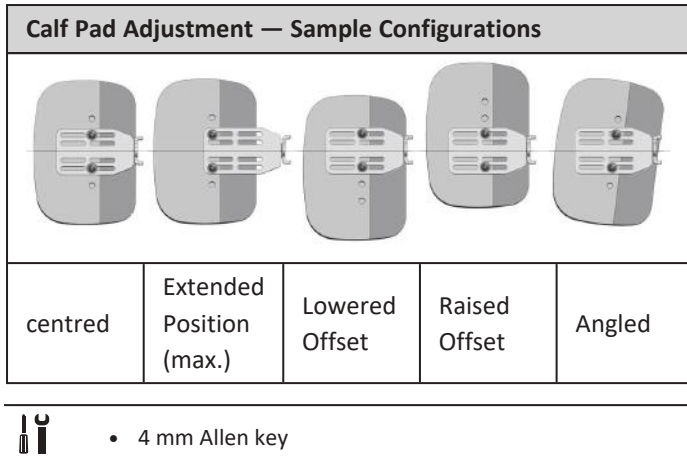 Calf Pad Adjustment — Sample Configurations
centred
Extended
Position
(max.)
Lowered
Offset
Raised
Offset
Angled
• 4 mm Allen key